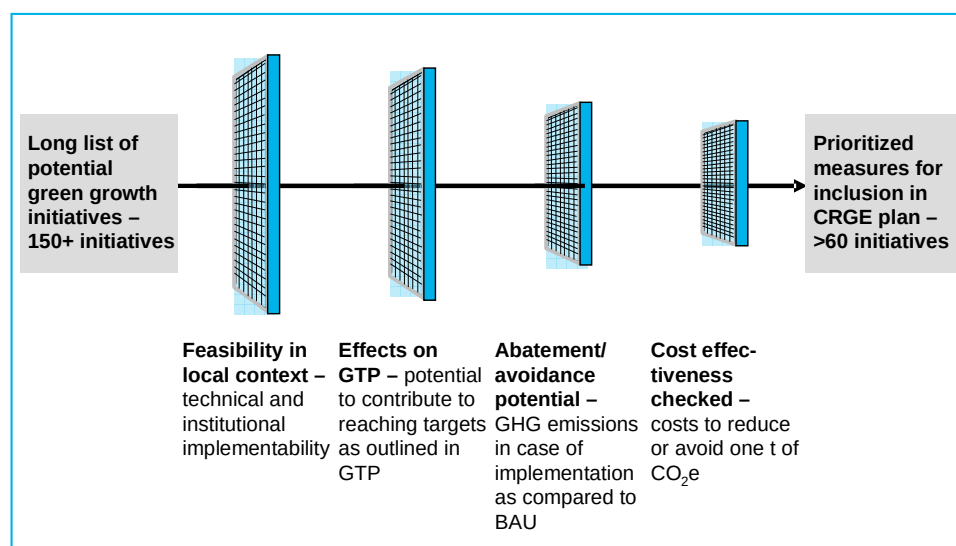 Long list of
potential
green growth
initiatives –
150+ initiatives
Prioritized
measures for
inclusion in
CRGE plan –
>60 initiatives
Feasibility in
local context –
technical and
institutional
implementability
Effects on
GTP – potential
to contribute to
reaching targets
as outlined in
GTP
Abatement/
avoidance
potential –
GHG emissions
in case of
implementation
as compared to
BAU
Cost effec-
tiveness
checked –
costs to reduce
or avoid one t of
CO₂e